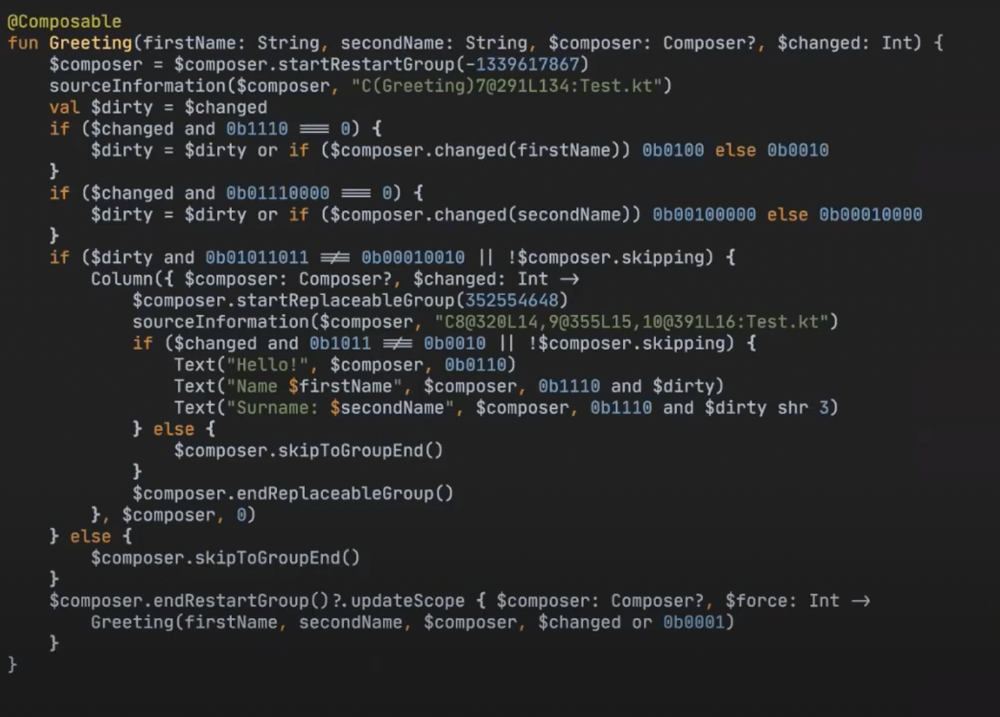 @Composable
fun Greeting(firstName: String, secondName: String, $composer: Composer?, $changed: Int) {
    $composer = $composer.startRestartGroup(-1339617867)
    sourceInformation($composer, "C(Greeting)7@291L134:Test.kt")
    val $dirty = $changed
    if ($changed and 0b1110 === 0) {
        $dirty = $dirty or if ($composer.changed(firstName)) 0b0100 else 0b0010
    }
    if ($changed and 0b01110000 === 0) {
        $dirty = $dirty or if ($composer.changed(secondName)) 0b00100000 else 0b00010000
    }
    if ($dirty and 0b01011011 !== 0b00010010 || !$composer.skipping) {
        Column({ $composer: Composer?, $changed: Int ->
            $composer.startReplaceableGroup(352554648)
            sourceInformation($composer, "C8@320L14,9@355L15,10@391L16:Test.kt")
            if ($changed and 0b1011 !== 0b0010 || !$composer.skipping) {
                Text("Hello!", $composer, 0b0110)
                Text("Name $firstName", $composer, 0b1110 and $dirty)
                Text("Surname: $secondName", $composer, 0b1110 and $dirty shr 3)
            } else {
                $composer.skipToGroupEnd()
            }
            $composer.endReplaceableGroup()
        }, $composer, 0)
    } else {
        $composer.skipToGroupEnd()
    }
    $composer.endRestartGroup()?.updateScope { $composer: Composer?, $force: Int ->
        Greeting(firstName, secondName, $composer, $changed or 0b0001)
    }
}